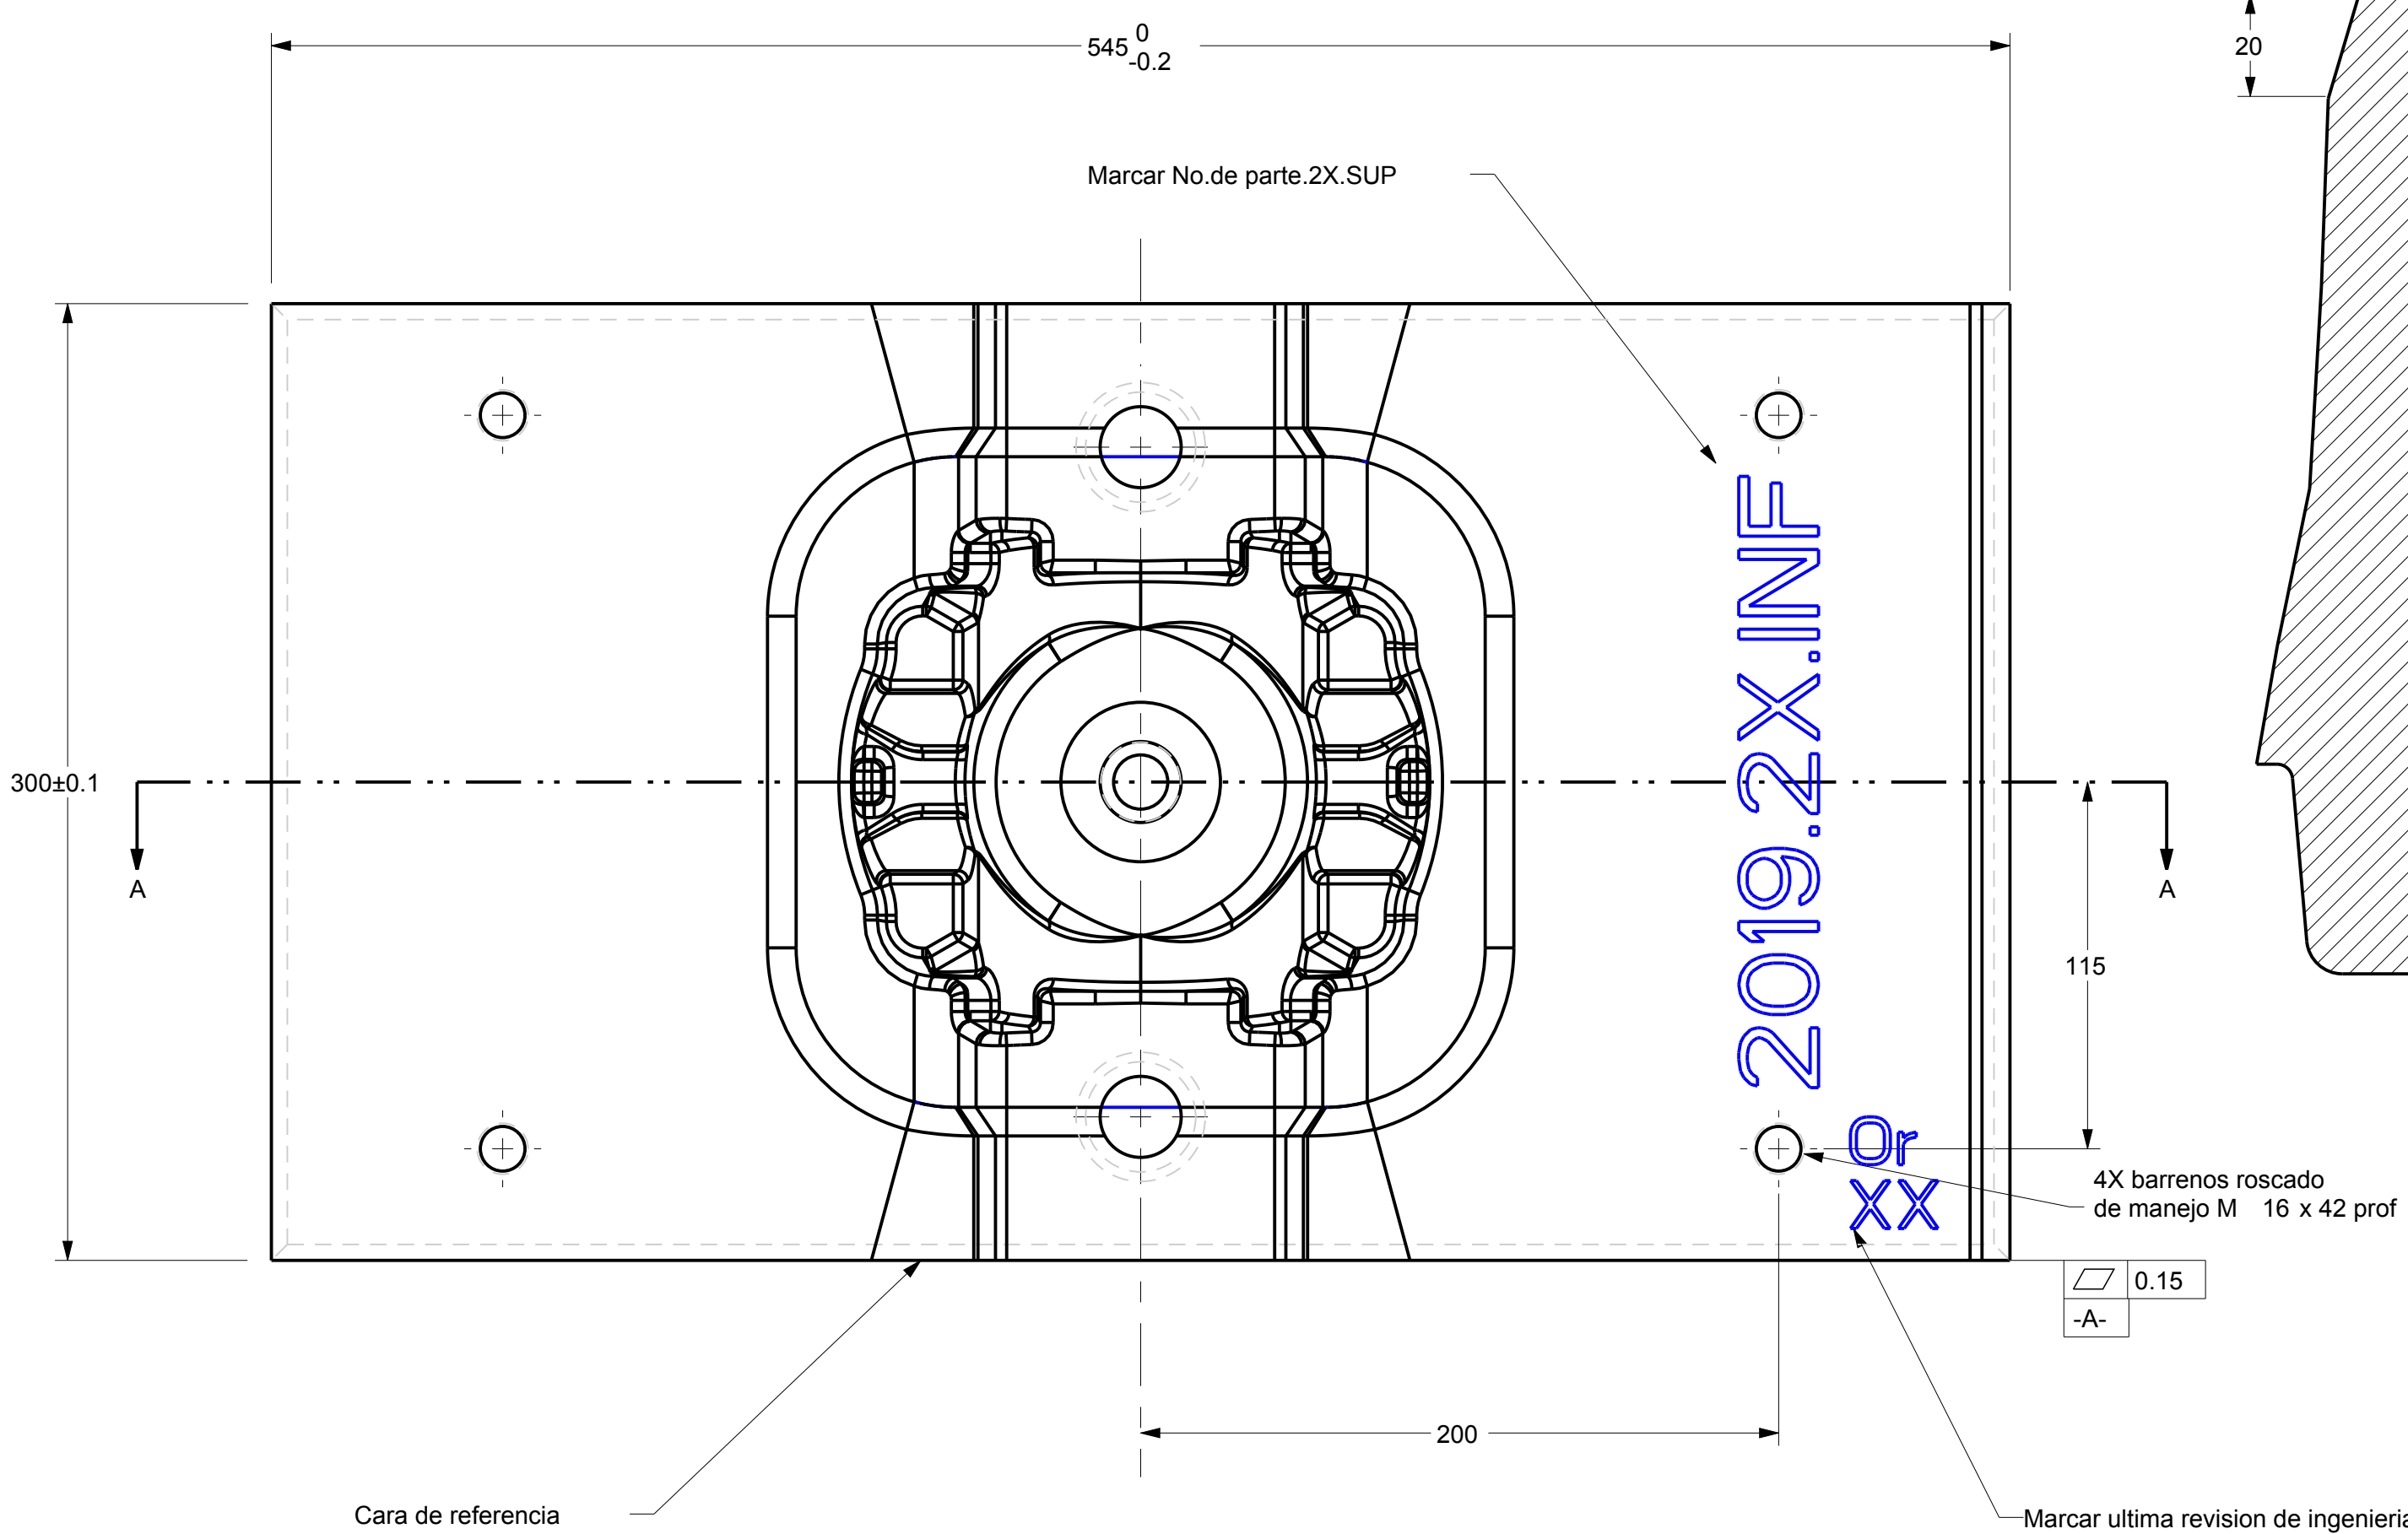 545 0
-0.2
20
Marcar No.de parte.2X.SUP
2019.2X.INF
300±0.1
A
A
115
Or
XX
4X barrenos roscado
de manejo M 16 x 42 prof
0.15
-A-
200
Cara de referencia
Marcar ultima revision de ingenieria